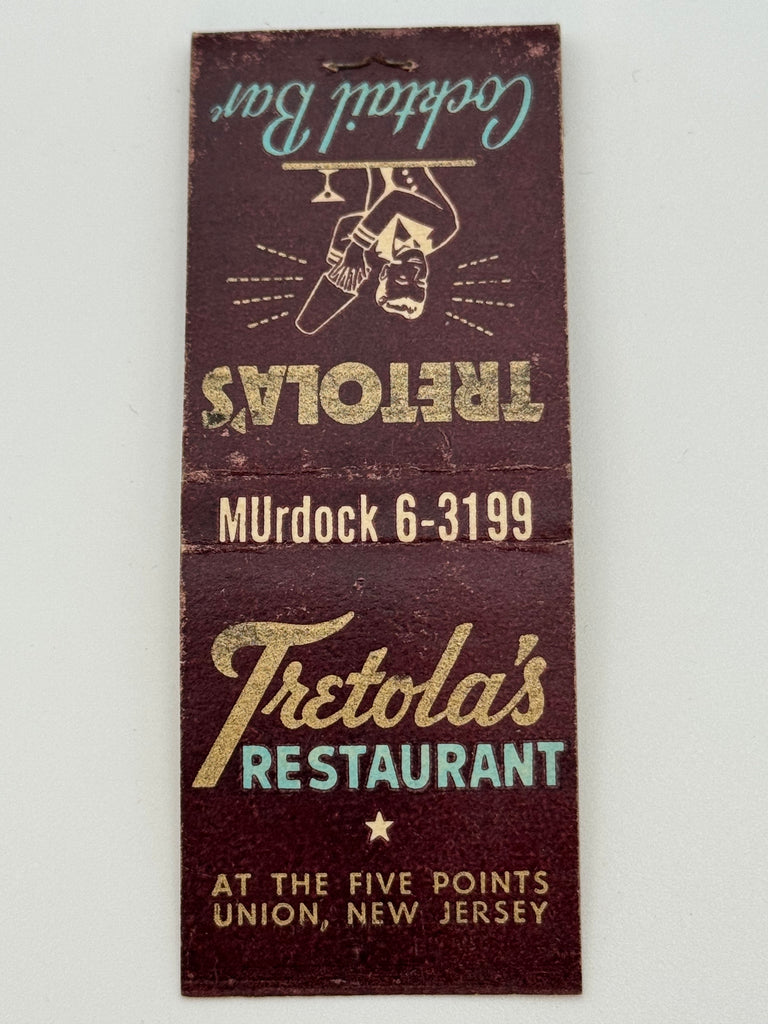 Cocktail Bar
TRETOLA'S
MUrdock 6-3199
Tretola's
RESTAURANT
AT THE FIVE POINTS
UNION, NEW JERSEY